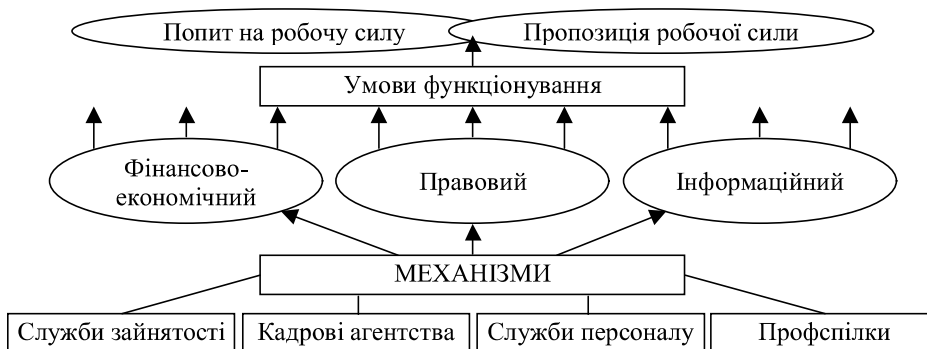 Попит на робочу силу
Пропозиція робочої сили
Умови функціонування
Фінансово-
економічний
Правовий
Інформаційний
МЕХАНІЗМИ
Служби зайнятості
Кадрові агентства
Служби персоналу
Профспілки